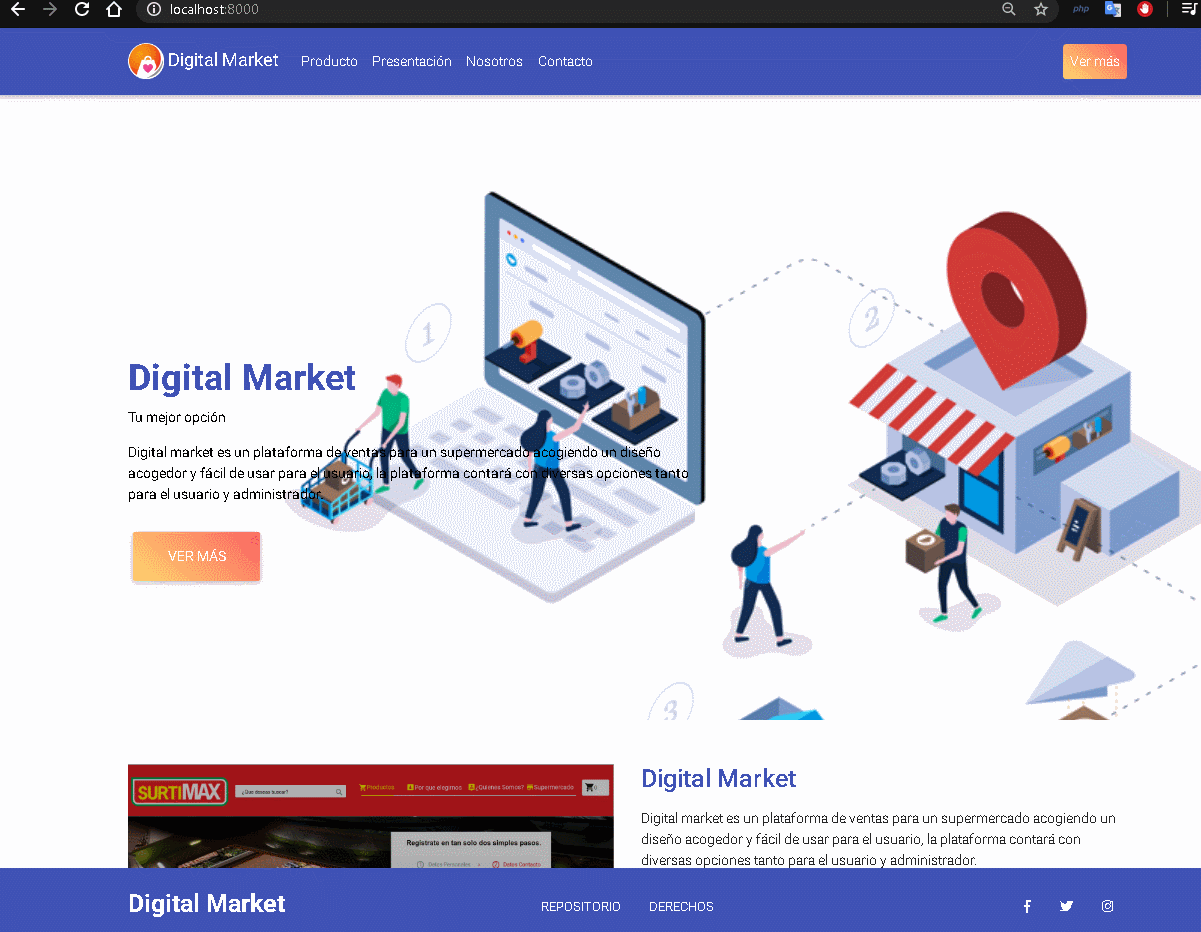 localhost:8000
php
Digital Market
Producto
Presentación
Nosotros
Contacto
Ver más
1
2
Digital Market
Tu mejor opción
Digital market es un plataforma de ventas para un supermercado acogiendo un diseño
acogedor y fácil de usar para el usuario, la plataforma contará con diversas opciones tanto
para el usuario y administrador.
VER MÁS
3
SURTIMAX
¿Que deseas buscar?
Productos
Por que elegirnos
¿Quienes Somos?
Supermercado
0
Registrate en tan solo dos simples pasos.
Datos Personales
>
Datos Contacto
Digital Market
Digital market es un plataforma de ventas para un supermercado acogiendo un
diseño acogedor y fácil de usar para el usuario, la plataforma contará con
diversas opciones tanto para el usuario y administrador.
Digital Market
REPOSITORIO
DERECHOS